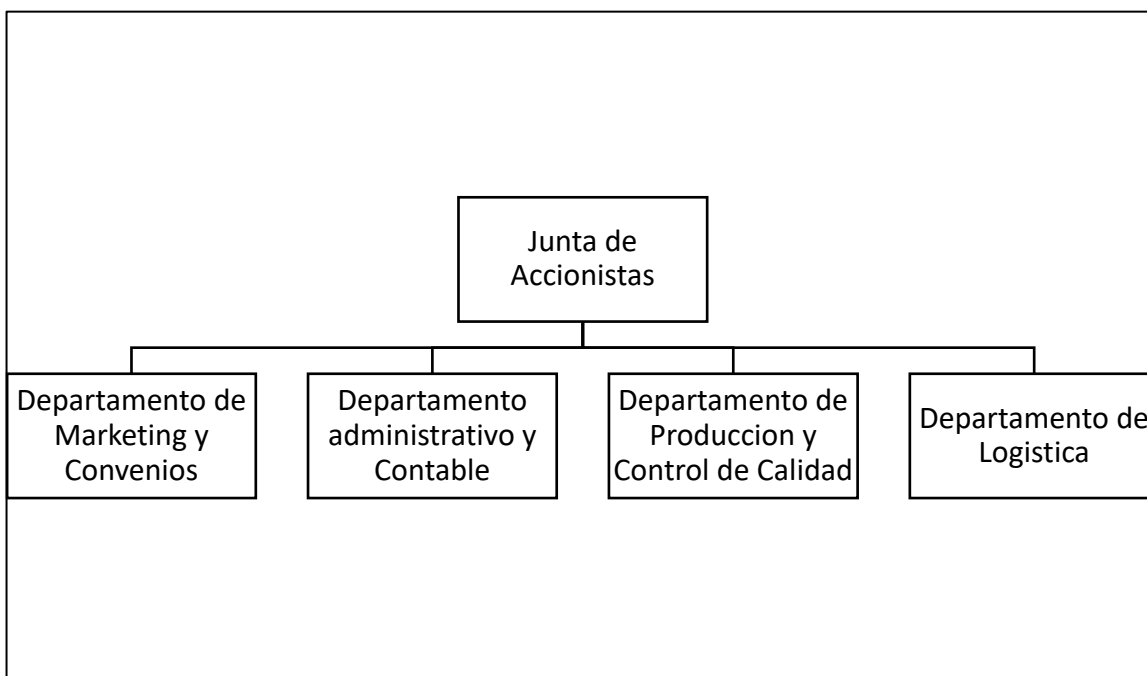 Junta de
Accionistas
Departamento de
Marketing y
Convenios
Departamento
administrativo y
Contable
Departamento de
Produccion y
Control de Calidad
Departamento de
Logistica